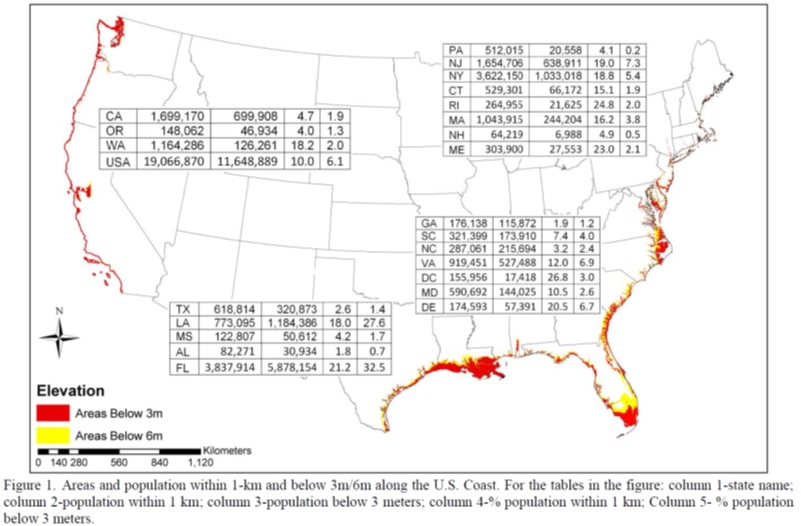 PA 512,015 20,558 4.1 0.2
NJ 1,654,706 638,911 19.0 7.3
NY 3,622,150 1,033,018 18.8 5.4
CT 529,301 66,172 15.1 1.9
RI 264,955 21,625 24.8 2.0
MA 1,043,915 244,204 16.2 3.8
NH 64,219 6,988 4.9 0.5
ME 303,900 27,553 23.0 2.1
CA 1,699,170 699,908 4.7 1.9
OR 148,062 46,934 4.0 1.3
WA 1,164,286 126,261 18.2 2.0
USA 19,066,870 11,648,889 10.0 6.1
GA 176,138 115,872 1.9 1.2
SC 321,399 173,910 7.4 4.0
NC 287,061 215,694 3.2 2.4
VA 919,451 527,488 12.0 6.9
DC 155,956 17,418 26.8 3.0
MD 590,692 144,025 10.5 2.6
DE 174,593 57,391 20.5 6.7
TX 618,814 320,873 2.6 1.4
LA 773,095 1,184,386 18.0 27.6
MS 122,807 50,612 4.2 1.7
AL 82,271 30,934 1.8 0.7
FL 3,837,914 5,878,154 21.2 32.5
N
Elevation
Areas Below 3m
Areas Below 6m
Kilometers
0 140 280 560 840 1,120
Figure 1. Areas and population within 1-km and below 3m/6m along the U.S. Coast. For the tables in the figure: column 1-state name;
column 2-population within 1 km; column 3-population below 3 meters; column 4-% population within 1 km; Column 5- % population
below 3 meters.